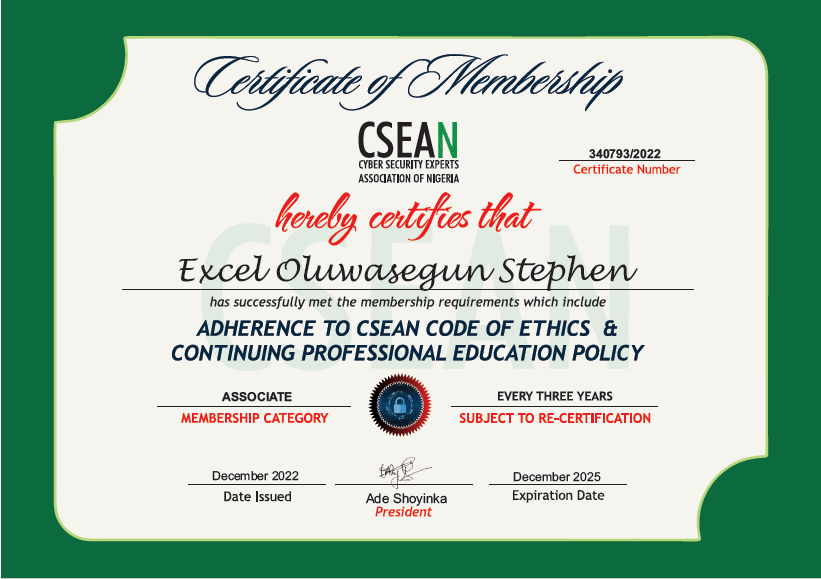 Certificate of Membership
CSEAN
CYBER SECURITY EXPERTS
ASSOCIATION OF NIGERIA
340793/2022
Certificate Number
hereby certifies that
CSEAN
Excel Oluwasegun Stephen
has successfully met the membership requirements which include
ADHERENCE TO CSEAN CODE OF ETHICS &
CONTINUING PROFESSIONAL EDUCATION POLICY
ASSOCIATE
MEMBERSHIP CATEGORY
EVERY THREE YEARS
SUBJECT TO RE-CERTIFICATION
December 2022
Date Issued
Ade Shoyinka
President
December 2025
Expiration Date